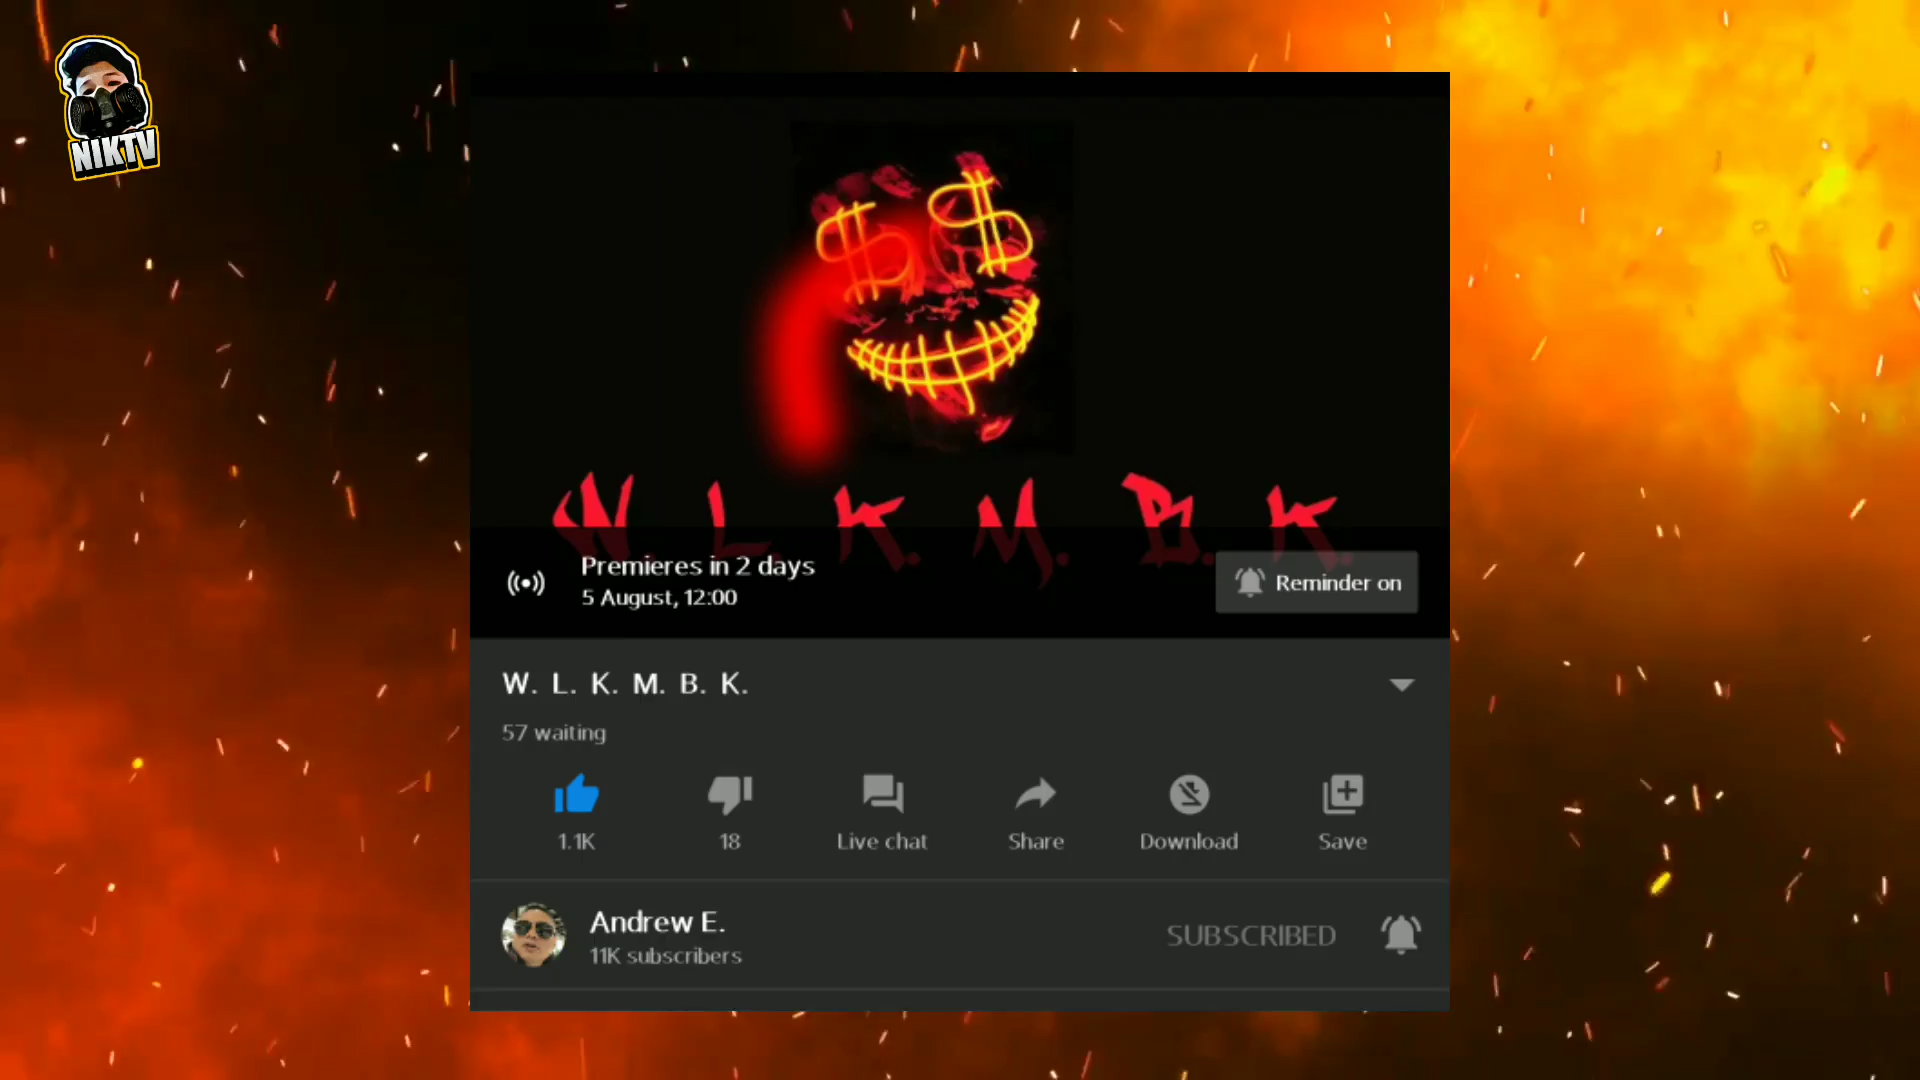 NIKTV
W. L. K. M. B. K.
Premieres in 2 days
5 August, 12:00
Reminder on
W. L. K. M. B. K.
57 waiting
1.1K
18
Live chat
Share
Download
Save
Andrew E.
11K subscribers
SUBSCRIBED